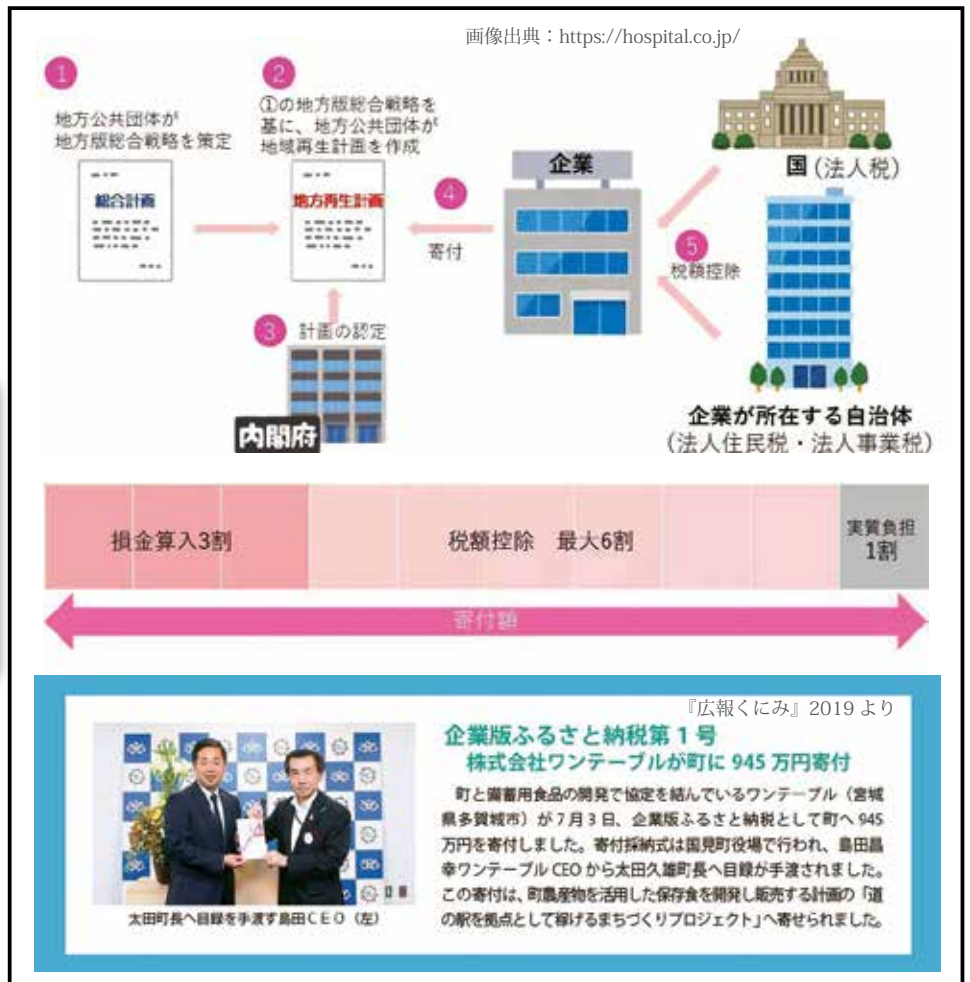 画像出典：https://hospital.co.jp/
1
地方公共団体が
地方版総合戦略を策定
総合計画
2
①の地方版総合戦略を
基に、地方公共団体が
地域再生計画を作成
地方再生計画
3
計画の認定
内閣府
4
寄付
企業
国（法人税）
5
税額控除
企業が所在する自治体
（法人住民税・法人事業税）
損金算入3割
税額控除　最大6割
実質負担
1割
寄付額
『広報くにみ』2019より
企業版ふるさと納税第1号
株式会社ワンテーブルが町に945万円寄付
町と備蓄用食品の開発で協定を結んでいるワンテーブル（宮城
県多賀城市）が7月3日、企業版ふるさと納税として町へ945
万円を寄付しました。寄付採納式は国見町役場で行われ、島田昌
幸ワンテーブルCEOから太田久雄町長へ目録が手渡されました。
この寄付は、町農産物を活用した保存食を開発し販売する計画の「道
の駅を拠点として稼げるまちづくりプロジェクト」へ寄せられました。
太田町長へ目録を手渡す島田CEO（左）